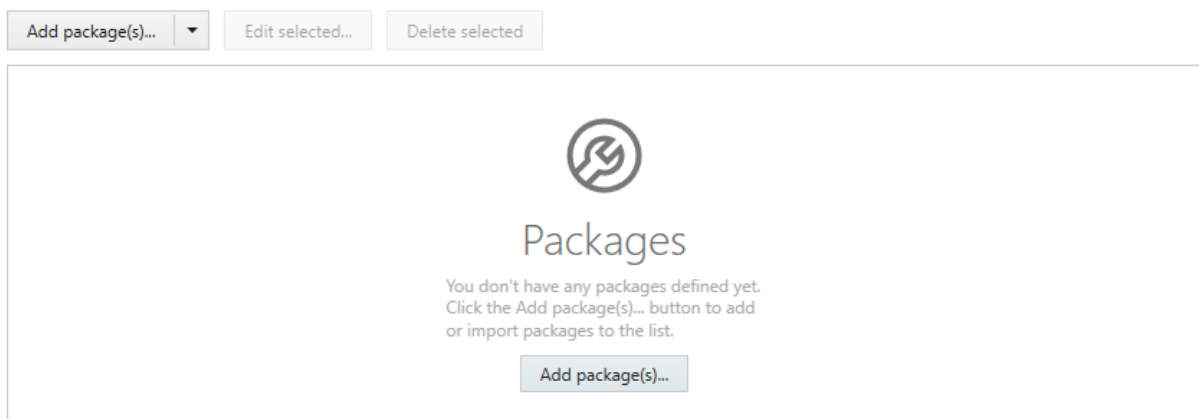 Add package(s)... Edit selected... Delete selected
Packages
You don't have any packages defined yet.
Click the Add package(s)... button to add
or import packages to the list.
Add package(s)...